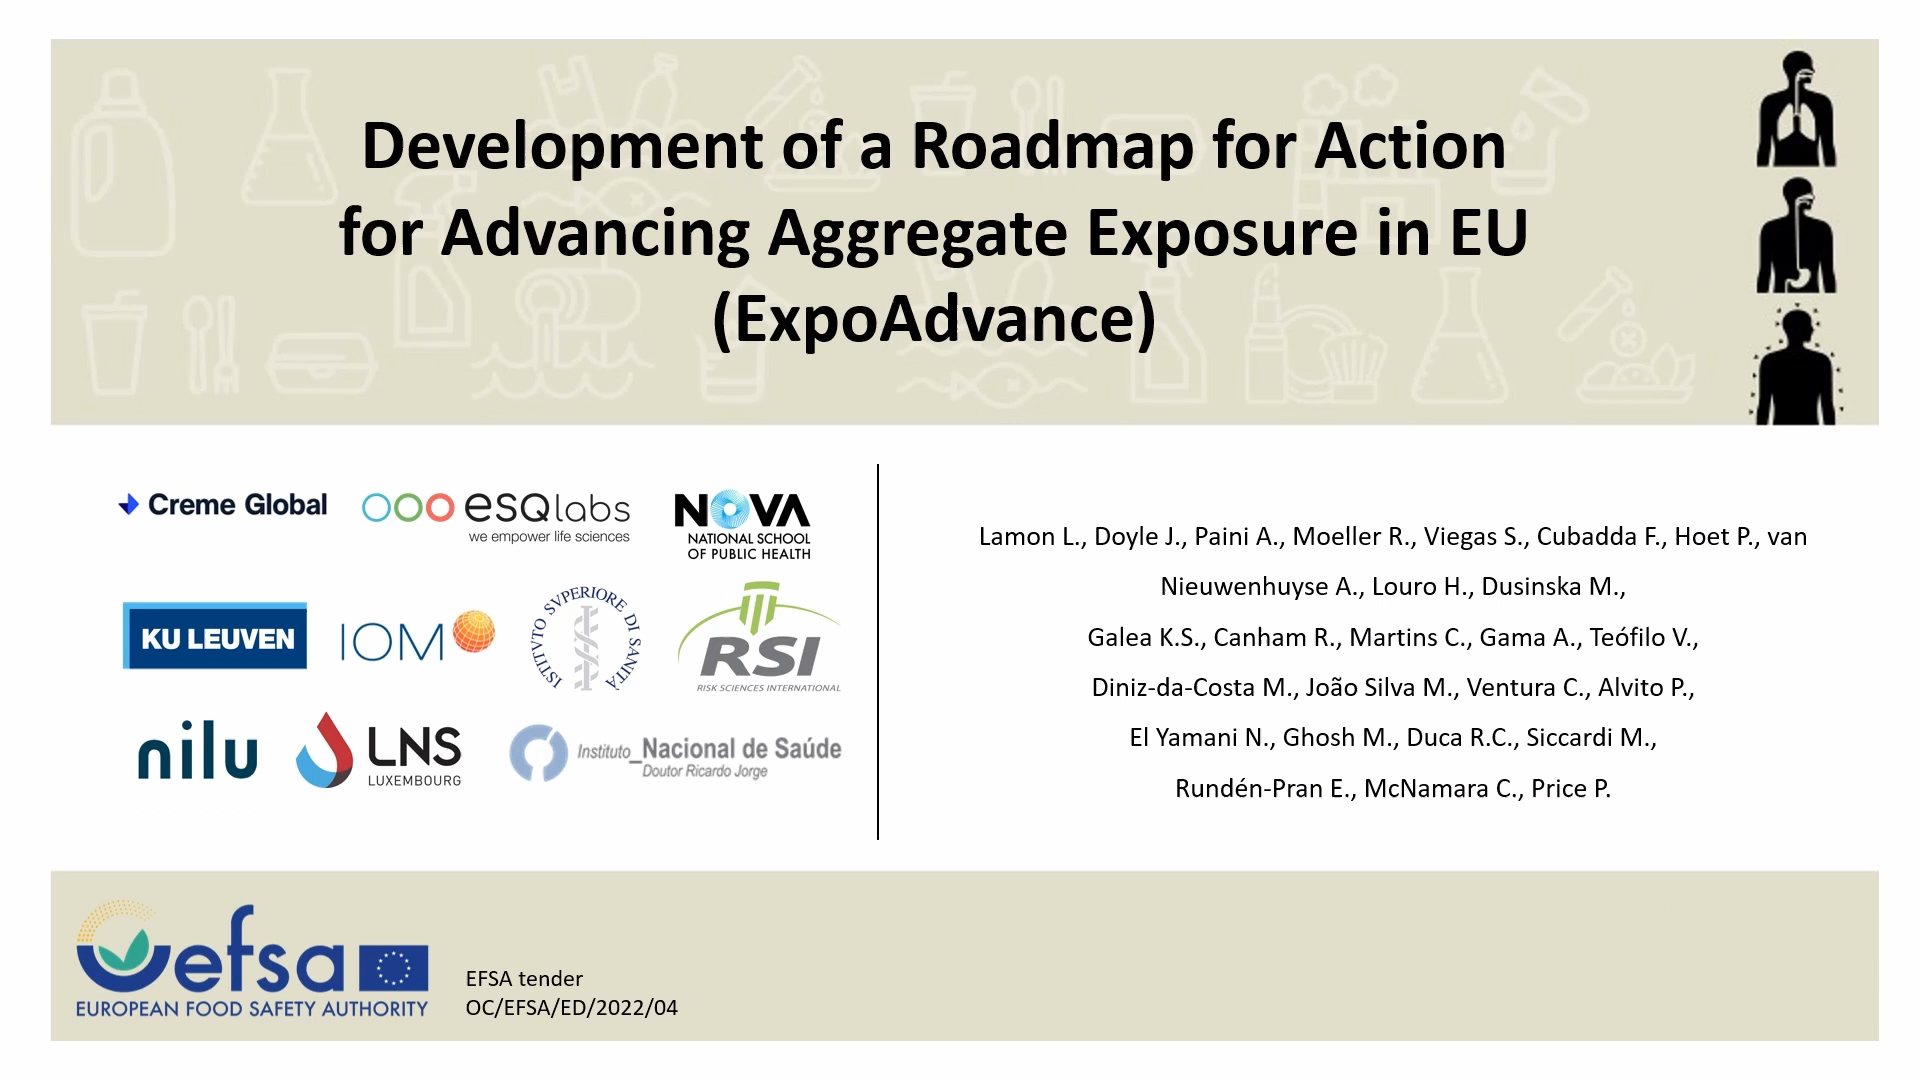 Development of a Roadmap for Action
for Advancing Aggregate Exposure in EU
(ExpoAdvance)
Creme Global
esqlabs
we empower life sciences
NOVA
NATIONAL SCHOOL
OF PUBLIC HEALTH
KU LEUVEN
IOM
ISTITVTO SVPERIORE DI SANITÀ
RSI
RISK SCIENCES INTERNATIONAL
nilu
LNS
LUXEMBOURG
Instituto_Nacional de Saúde
Doutor Ricardo Jorge
Lamon L., Doyle J., Paini A., Moeller R., Viegas S., Cubadda F., Hoet P., van
Nieuwenhuyse A., Louro H., Dusinska M.,
Galea K.S., Canham R., Martins C., Gama A., Teófilo V.,
Diniz-da-Costa M., João Silva M., Ventura C., Alvito P.,
El Yamani N., Ghosh M., Duca R.C., Siccardi M.,
Rundén-Pran E., McNamara C., Price P.
efsa
EUROPEAN FOOD SAFETY AUTHORITY
EFSA tender
OC/EFSA/ED/2022/04